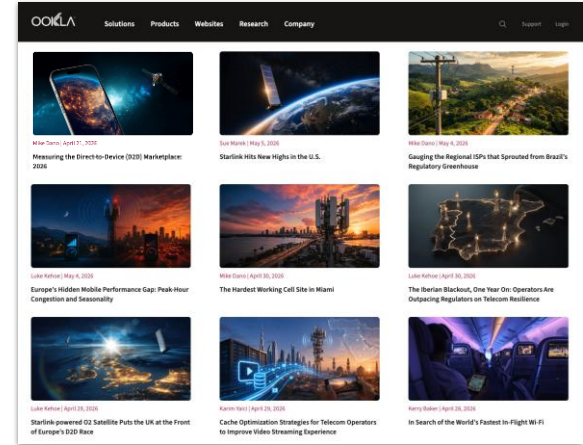 OOKLA
Solutions Products Websites Research Company Support Login
Mike Dano | April 21, 2026
Measuring the Direct-to-Device (D2D) Marketplace:
2026
Sue Marek | May 5, 2026
Starlink Hits New Highs in the U.S.
Mike Dano | May 4, 2026
Gauging the Regional ISPs that Sprouted from Brazil's
Regulatory Greenhouse
Luke Kehoe | May 4, 2026
Europe's Hidden Mobile Performance Gap: Peak-Hour
Congestion and Seasonality
Mike Dano | April 30, 2026
The Hardest Working Cell Site in Miami
Luke Kehoe | April 30, 2026
The Iberian Blackout, One Year On: Operators Are
Outpacing Regulators on Telecom Resilience
Luke Kehoe | April 29, 2026
Starlink-powered O2 Satellite Puts the UK at the Front
of Europe's D2D Race
Karim Yaici | April 29, 2026
Cache Optimization Strategies for Telecom Operators
to Improve Video Streaming Experience
Kerry Baker | April 28, 2026
In Search of the World's Fastest In-Flight Wi-Fi